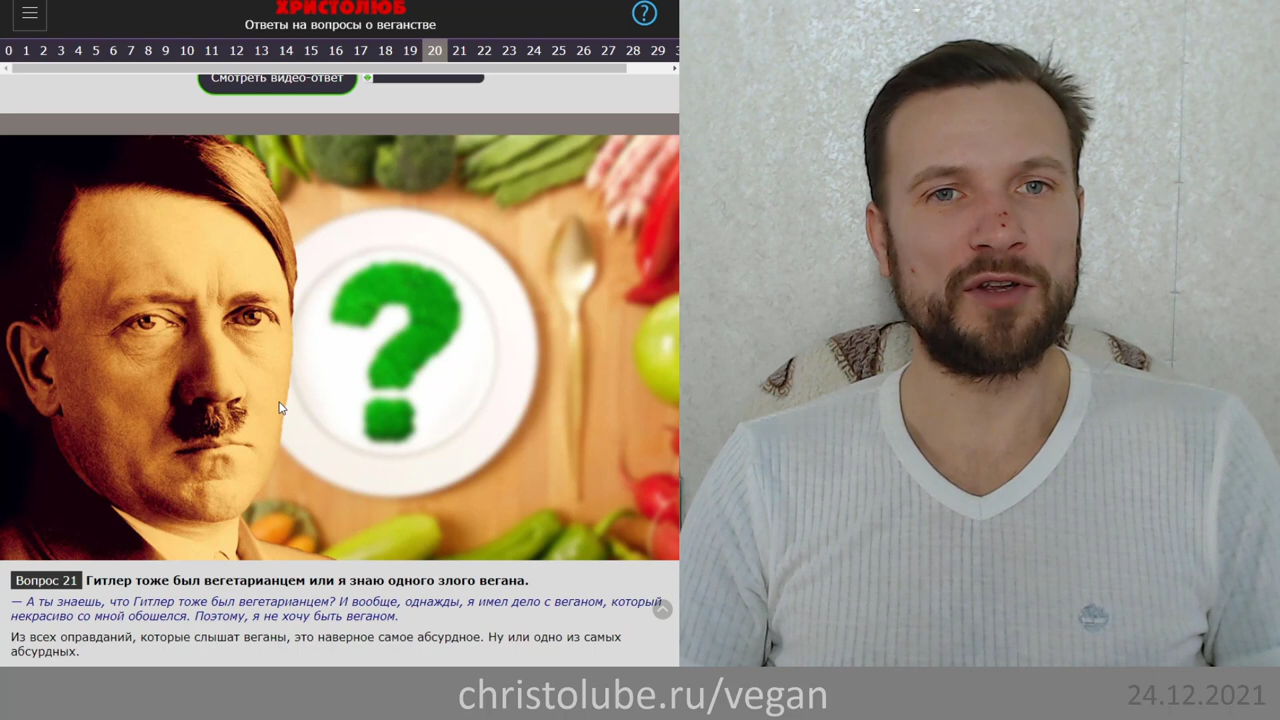 ХРИСТОЛЮБ
Ответы на вопросы о веганстве
0 1 2 3 4 5 6 7 8 9 10 11 12 13 14 15 16 17 18 19 20 21 22 23 24 25 26 27 28 29
Смотреть видео-ответ
Вопрос 21 Гитлер тоже был вегетарианцем или я знаю одного злого вегана.
— А ты знаешь, что Гитлер тоже был вегетарианцем? И вообще, однажды, я имел дело с веганом, который
некрасиво со мной обошелся. Поэтому, я не хочу быть веганом.
Из всех оправданий, которые слышат веганы, это наверное самое абсурдное. Ну или одно из самых
абсурдных.
christolube.ru/vegan
24.12.2021